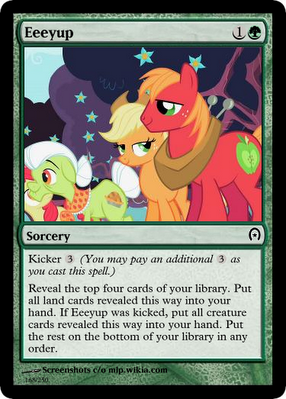 Eeeyup 1
Sorcery
Kicker 3 (You may pay an additional 3 as
you cast this spell.)
Reveal the top four cards of your library. Put
all land cards revealed this way into your
hand. If Eeeyup was kicked, put all creature
cards revealed this way into your hand. Put
the rest on the bottom of your library in any
order.
Screenshots c/o mlp.wikia.com